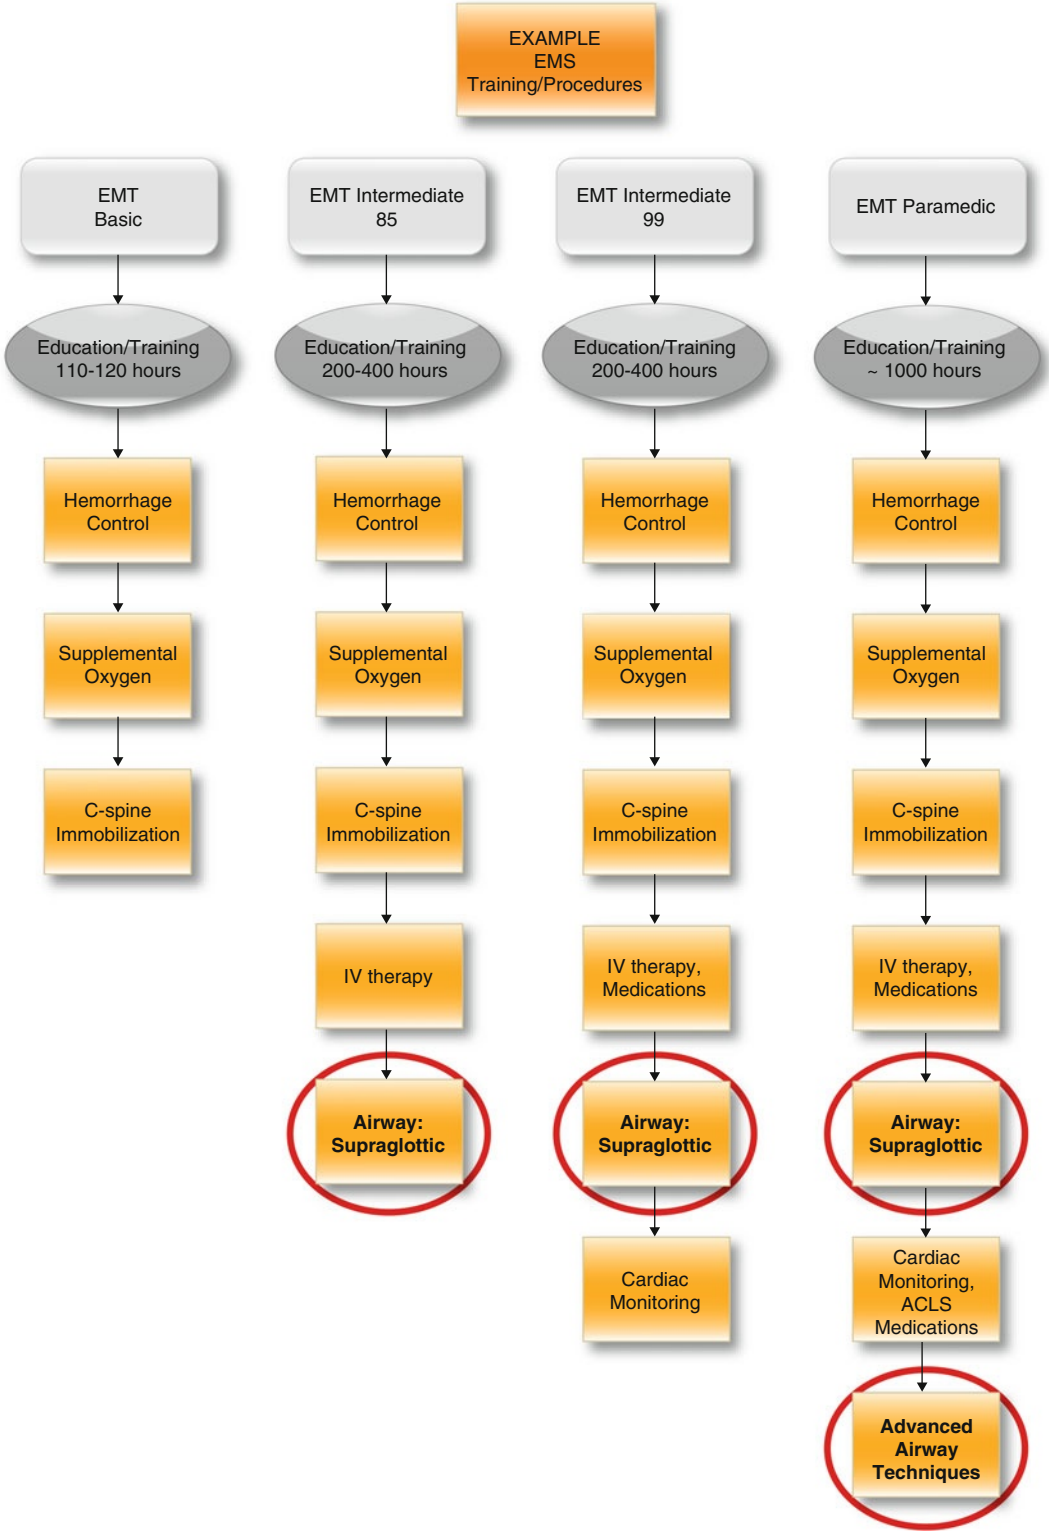 EXAMPLE
EMS
Training/Procedures
EMT
Basic
EMT Intermediate
85
EMT Intermediate
99
EMT Paramedic
Education/Training
110-120 hours
Education/Training
200-400 hours
Education/Training
200-400 hours
Education/Training
~ 1000 hours
Hemorrhage
Control
Hemorrhage
Control
Hemorrhage
Control
Hemorrhage
Control
Supplemental
Oxygen
Supplemental
Oxygen
Supplemental
Oxygen
Supplemental
Oxygen
C-spine
Immobilization
C-spine
Immobilization
C-spine
Immobilization
C-spine
Immobilization
IV therapy
IV therapy,
Medications
IV therapy,
Medications
Airway:
Supraglottic
Airway:
Supraglottic
Airway:
Supraglottic
Cardiac
Monitoring
Cardiac
Monitoring,
ACLS
Medications
Advanced
Airway
Techniques